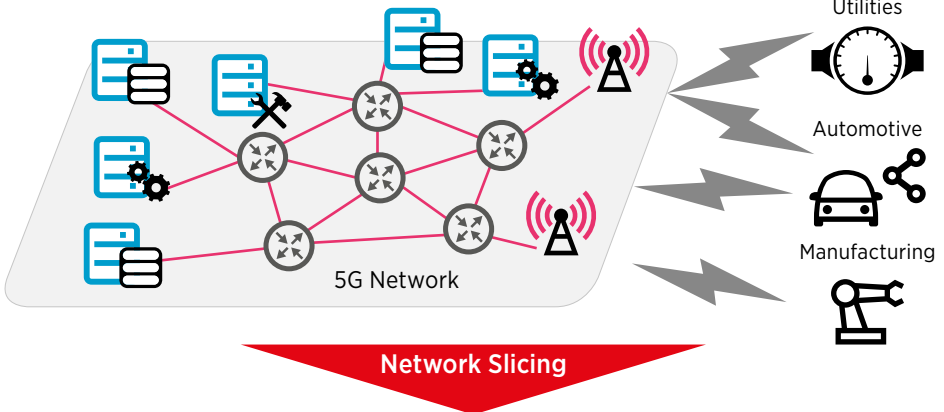 Utilities
Automotive
Manufacturing
5G Network
Network Slicing